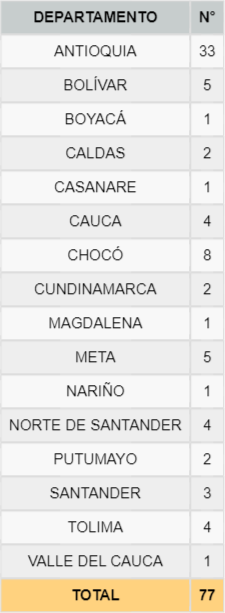 DEPARTAMENTO N°
ANTIOQUIA 33
BOLÍVAR 5
BOYACÁ 1
CALDAS 2
CASANARE 1
CAUCA 4
CHOCÓ 8
CUNDINAMARCA 2
MAGDALENA 1
META 5
NARIÑO 1
NORTE DE SANTANDER 4
PUTUMAYO 2
SANTANDER 3
TOLIMA 4
VALLE DEL CAUCA 1
TOTAL 77